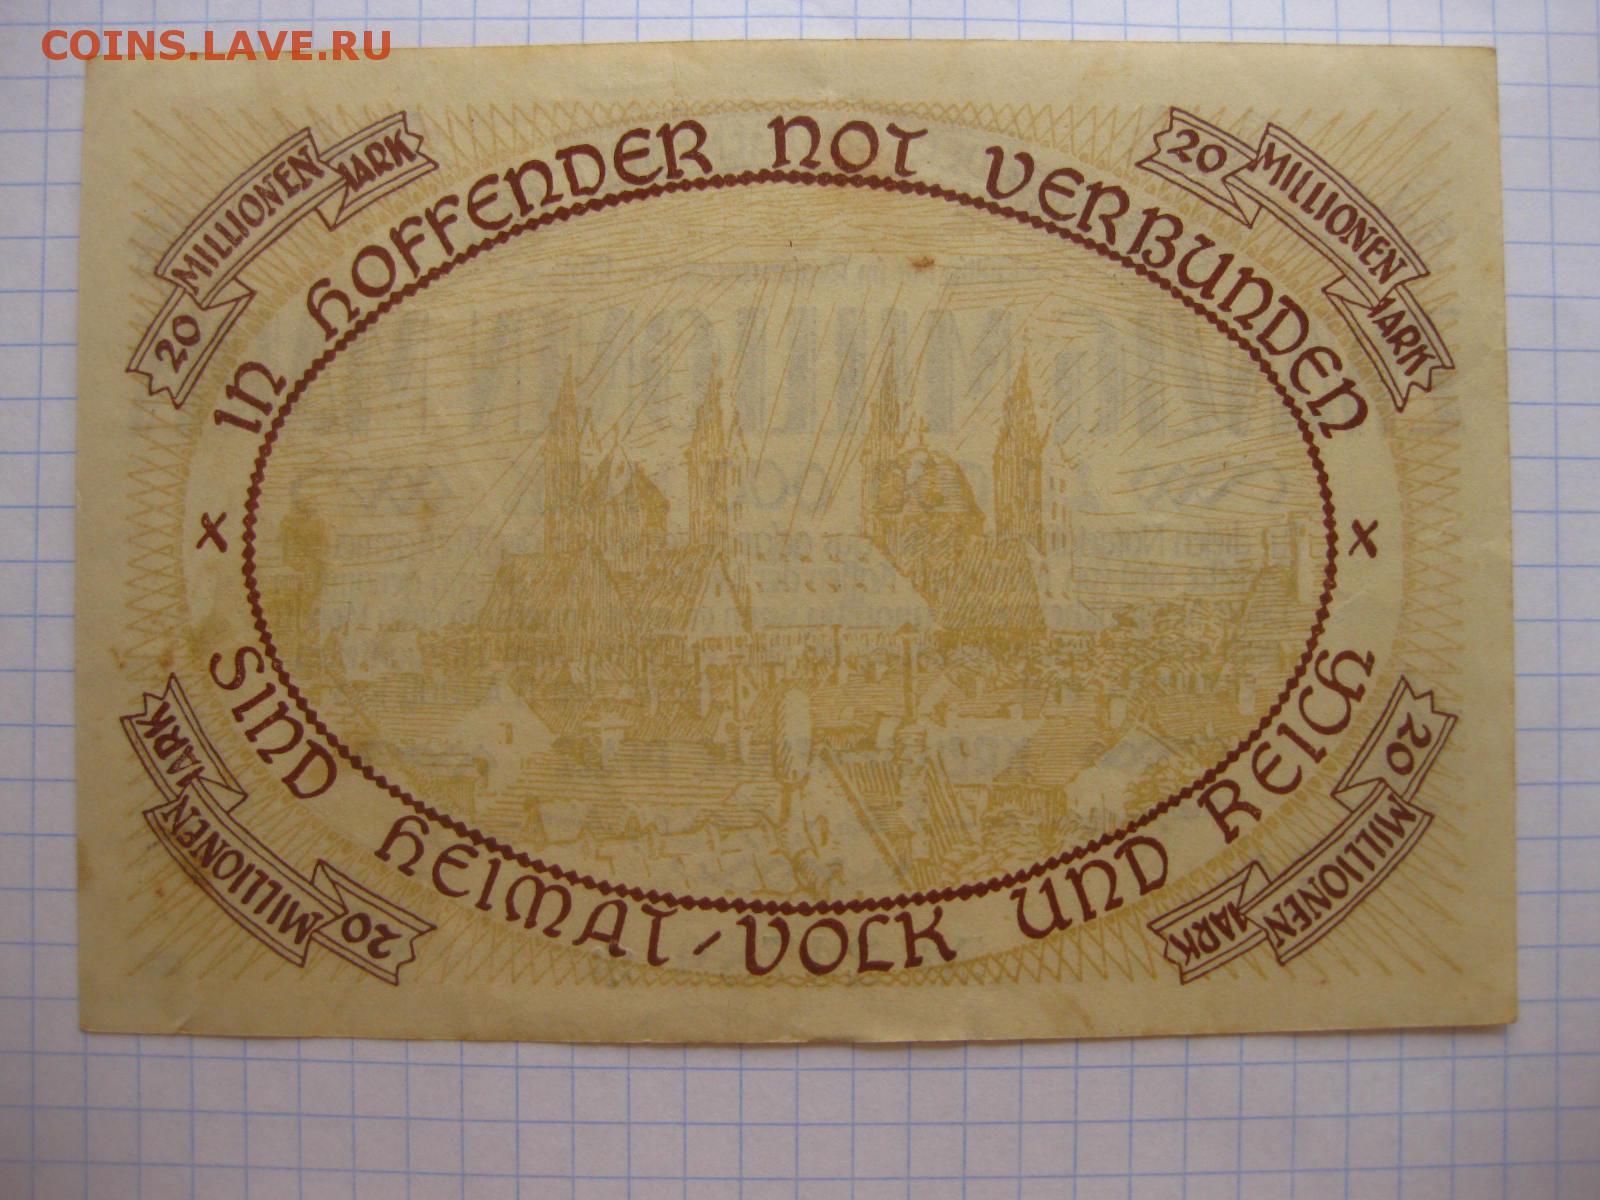 COINS.LAVE.RU
20 MILLIONEN MARK
20 MILLIONEN MARK
IN HOFFENDER NOT VERBUNDEN
SIND HEIMAT/VOLK UND REICH
20 MILLIONEN MARK
20 MILLIONEN MARK